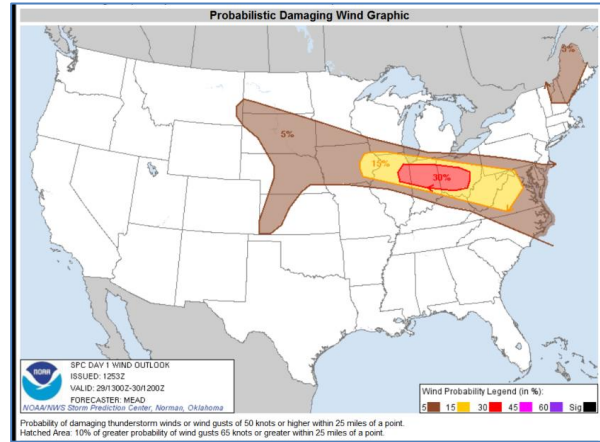 Probabilistic Damaging Wind Graphic
5%
5%
15%
30%
NOAA
SPC DAY 1 WIND OUTLOOK
ISSUED: 1253Z
VALID: 29/1300Z-30/1200Z
FORECASTER: MEAD
NOAA/NWS Storm Prediction Center, Norman, Oklahoma
Wind Probability Legend (in %):
5 15 30 45 60 Sig
Probability of damaging thunderstorm winds or wind gusts of 50 knots or higher within 25 miles of a point.
Hatched Area: 10% of greater probability of wind gusts 65 knots or greater within 25 miles of a point.